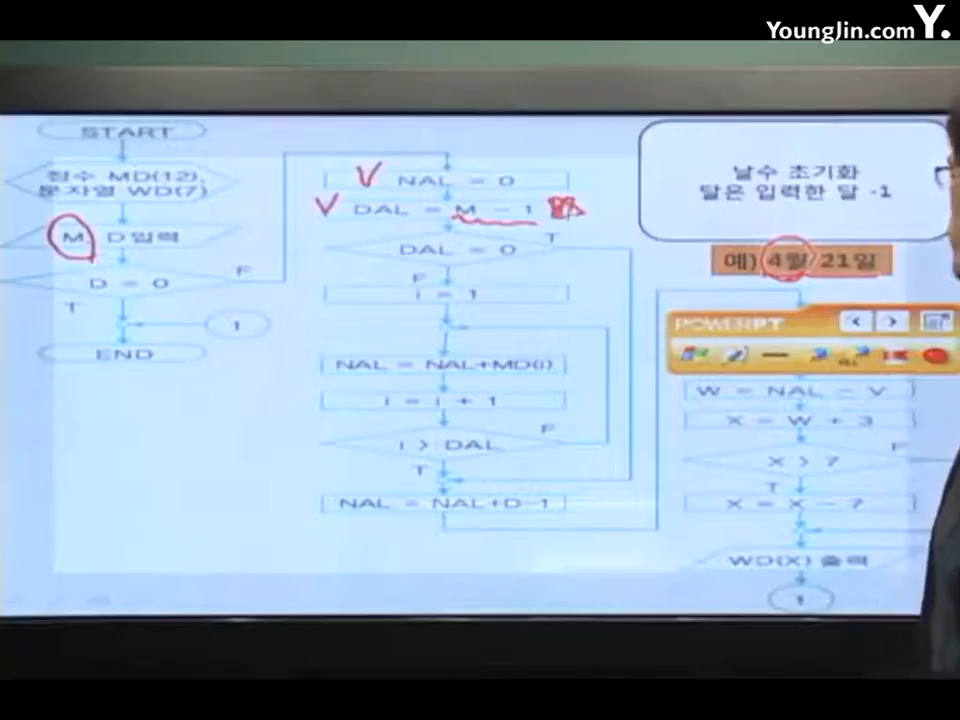 YoungJin.com Y.
START
정수 MD(12),
문자열 WD(7)
M, D 입력
D = 0
F
T
1
END
NAL = 0
DAL = M - 1
DAL = 0
T
F
i = 1
NAL = NAL+MD(i)
i = i + 1
i > DAL
F
T
NAL = NAL+D-1
날수 초기화
달은 입력한 달 -1
예) 4월 21일
POWERPT
W = NAL - V
X = W + 3
X > 7
F
T
X = X - 7
WD(X) 출력
1